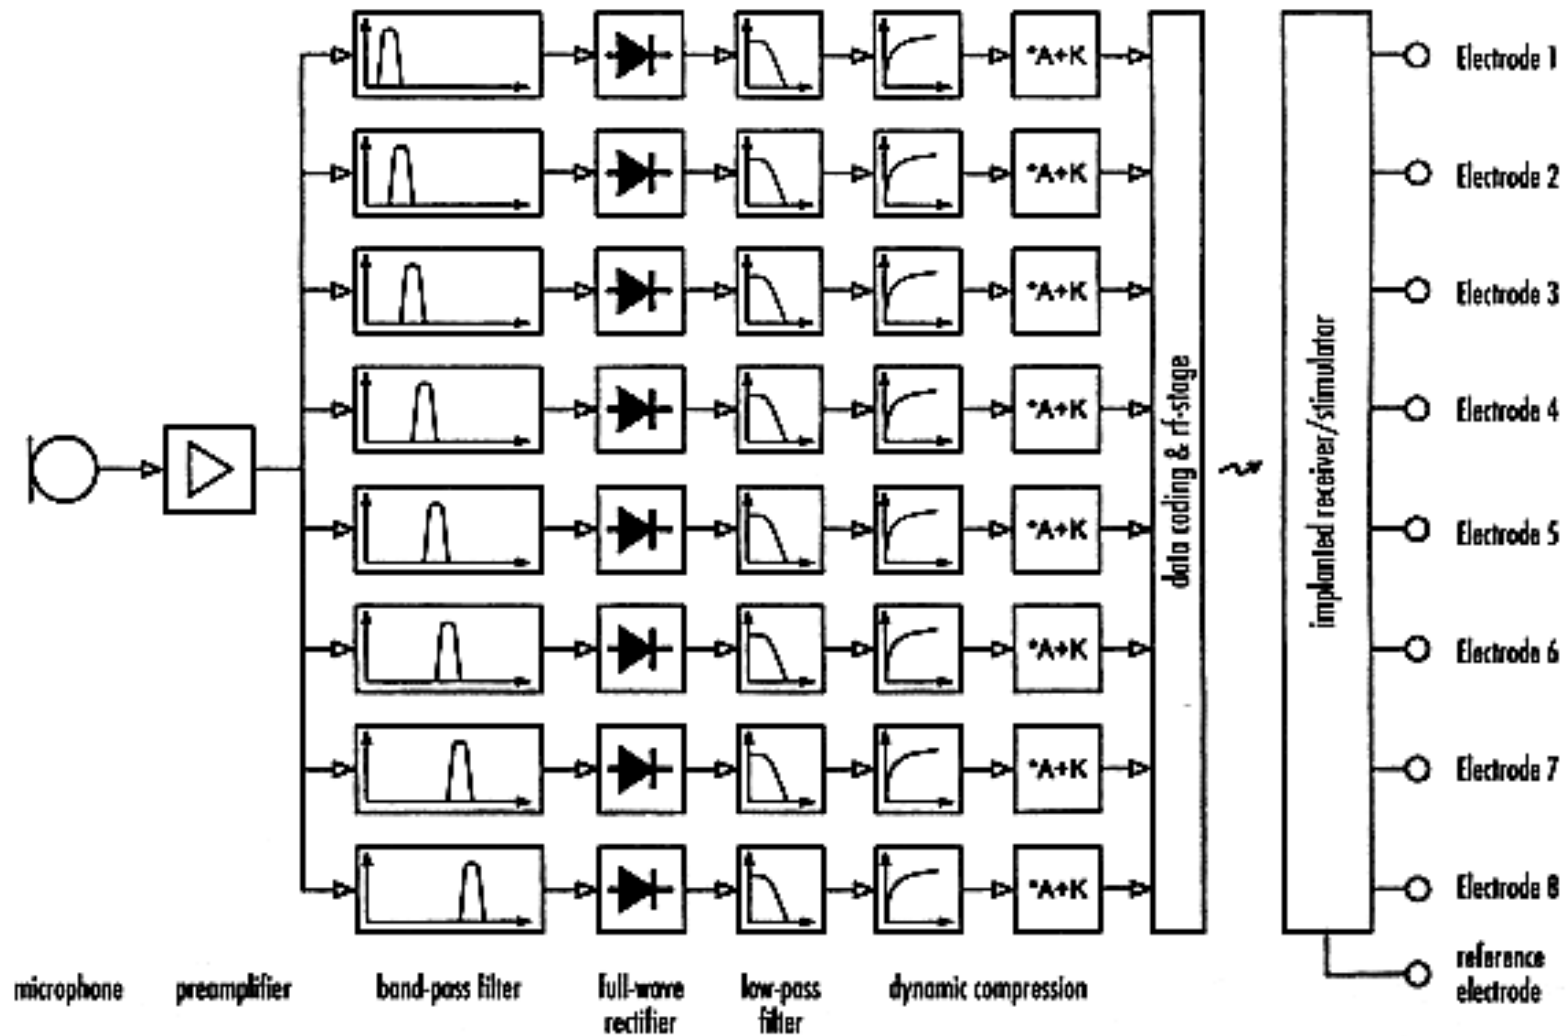 *A+K
Electrode 1
*A+K
Electrode 2
*A+K
Electrode 3
*A+K
Electrode 4
*A+K
Electrode 5
*A+K
Electrode 6
*A+K
Electrode 7
*A+K
Electrode 8
data coding & rf-stage
implanted receiver/stimulator
reference
electrode
microphone
preamplifier
band-pass filter
full-wave
rectifier
low-pass
filter
dynamic compression